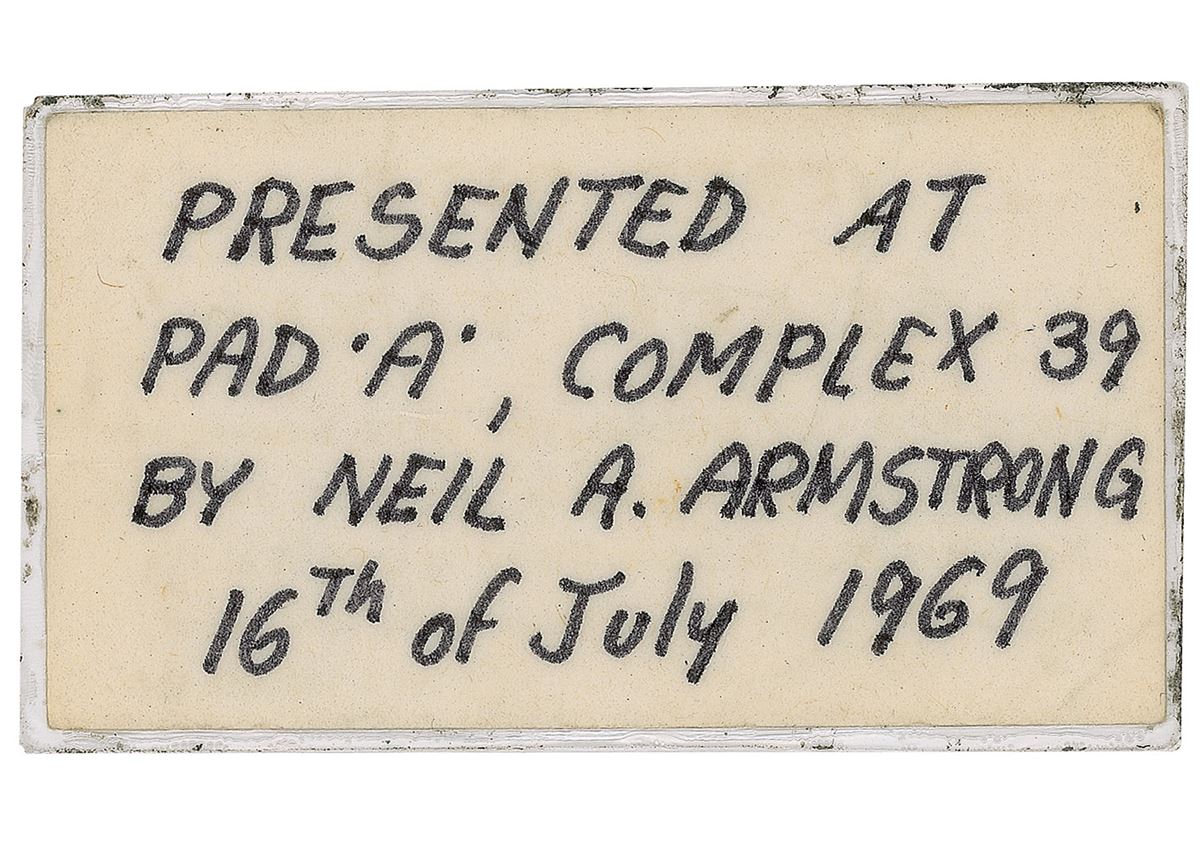 PRESENTED AT
PAD 'A', COMPLEX 39
BY NEIL A. ARMSTRONG
16Th of July 1969